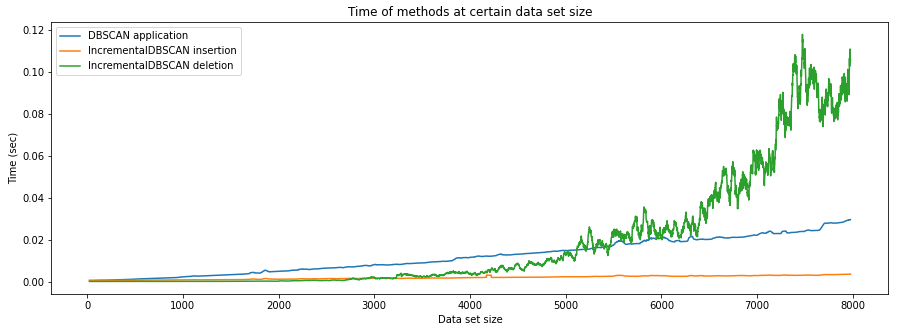 Time of methods at certain data set size
DBSCAN application
IncrementalDBSCAN insertion
IncrementalDBSCAN deletion
Time (sec)
0.12
0.10
0.08
0.06
0.04
0.02
0.00
0 1000 2000 3000 4000 5000 6000 7000 8000
Data set size